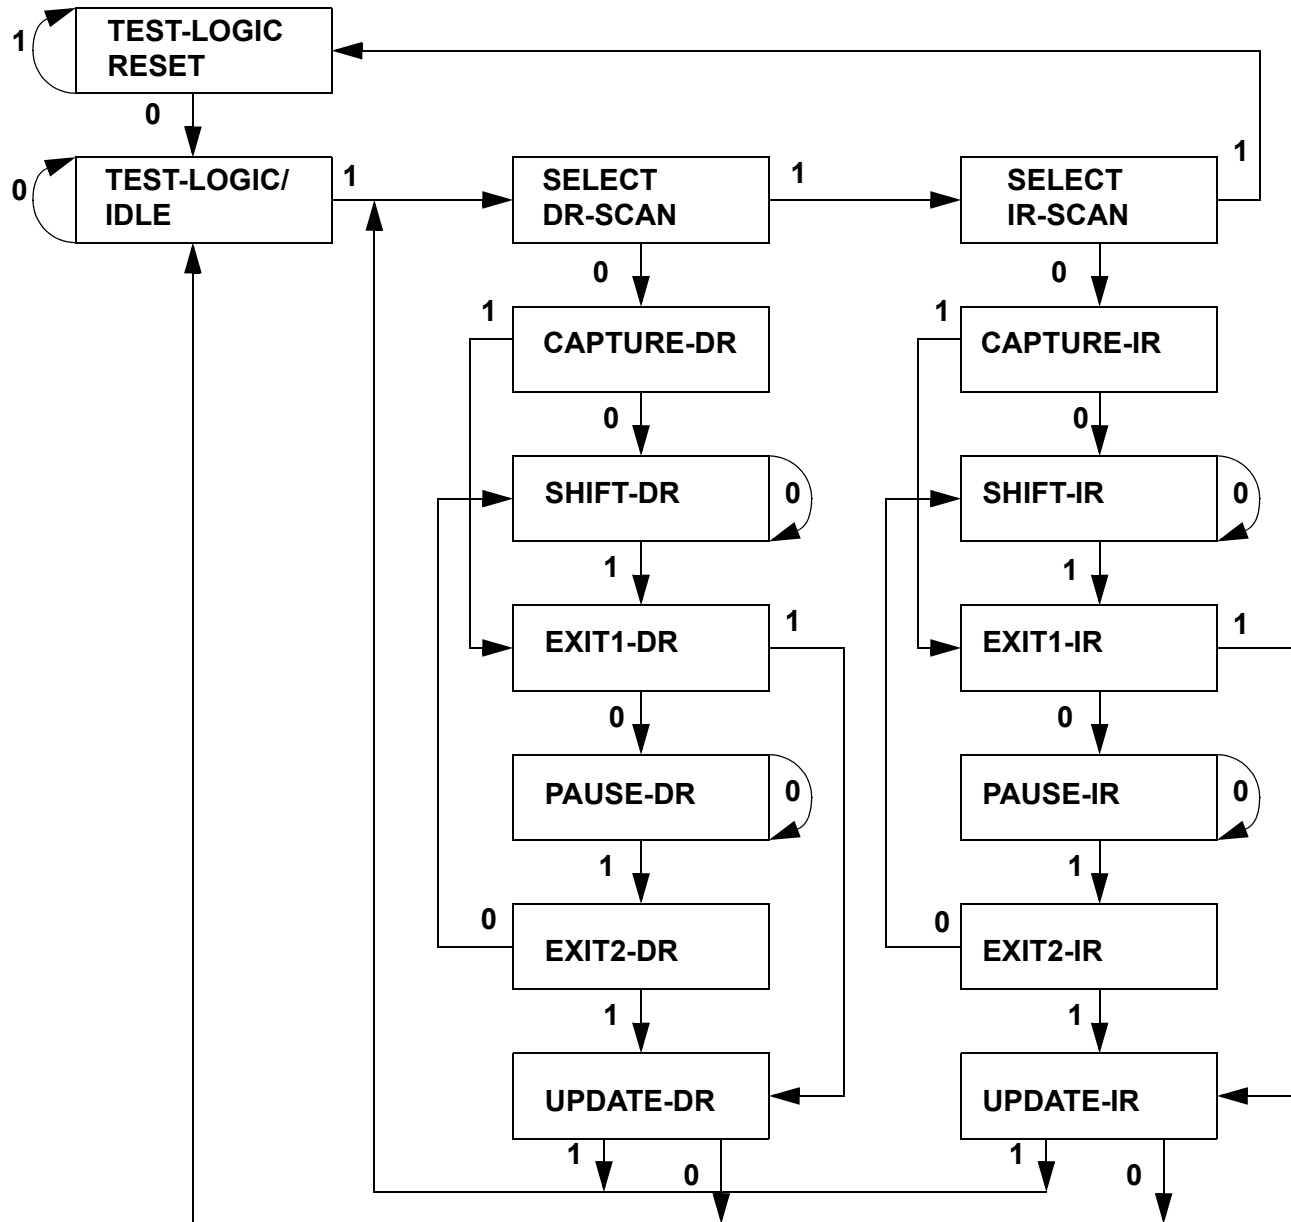 1
TEST-LOGIC
RESET
0
0
TEST-LOGIC/
IDLE
1
SELECT
DR-SCAN
1
SELECT
IR-SCAN
1
0
0
1
CAPTURE-DR
1
CAPTURE-IR
0
0
SHIFT-DR
0
SHIFT-IR
0
1
1
EXIT1-DR
1
EXIT1-IR
1
0
0
PAUSE-DR
0
PAUSE-IR
0
1
1
0
EXIT2-DR
0
EXIT2-IR
1
1
UPDATE-DR
UPDATE-IR
1
0
1
0